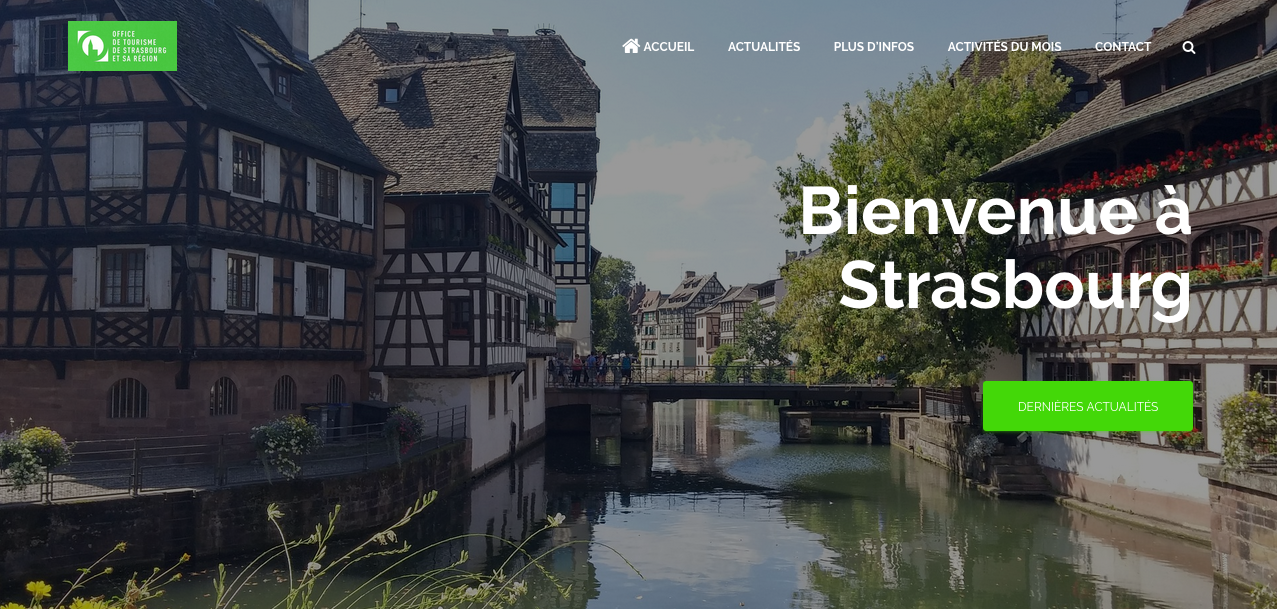 OFFICE
DE TOURISME
DE STRASBOURG
ET SA RÉGION
ACCUEIL ACTUALITÉS PLUS D'INFOS ACTIVITÉS DU MOIS CONTACT
Bienvenue à
Strasbourg
DERNIÈRES ACTUALITÉS